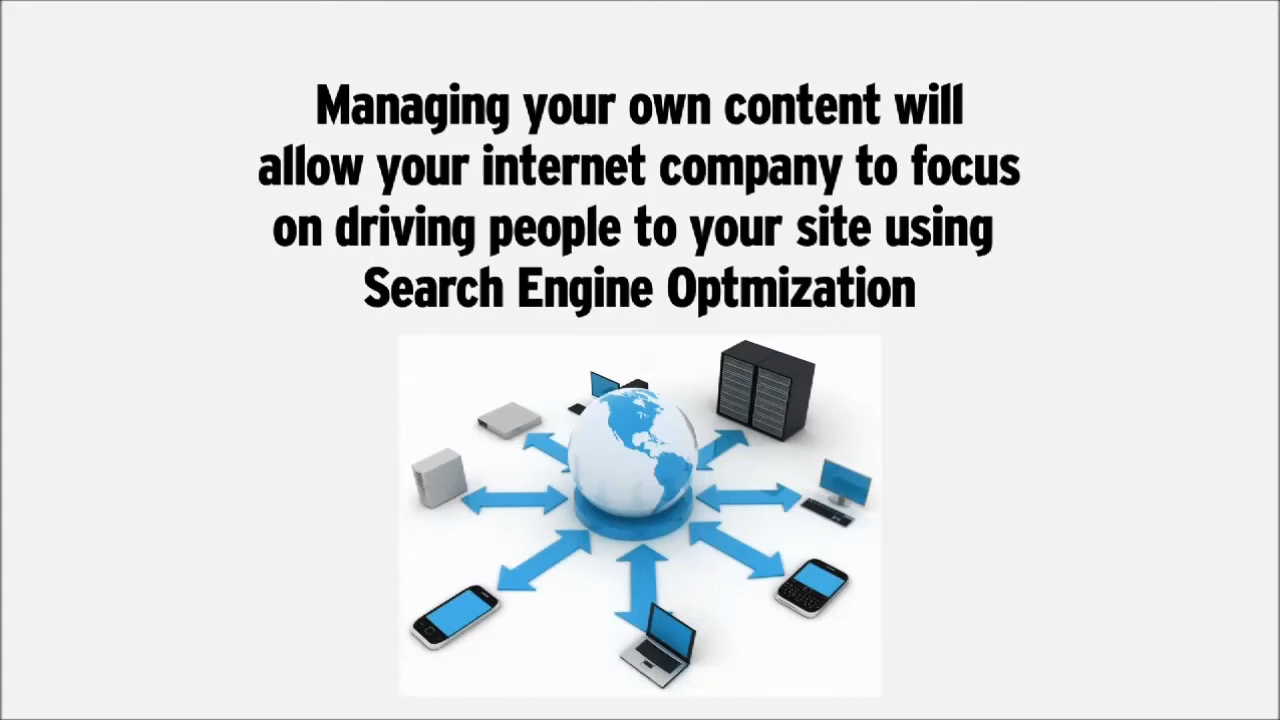 Managing your own content will
allow your internet company to focus
on driving people to your site using
Search Engine Optmization